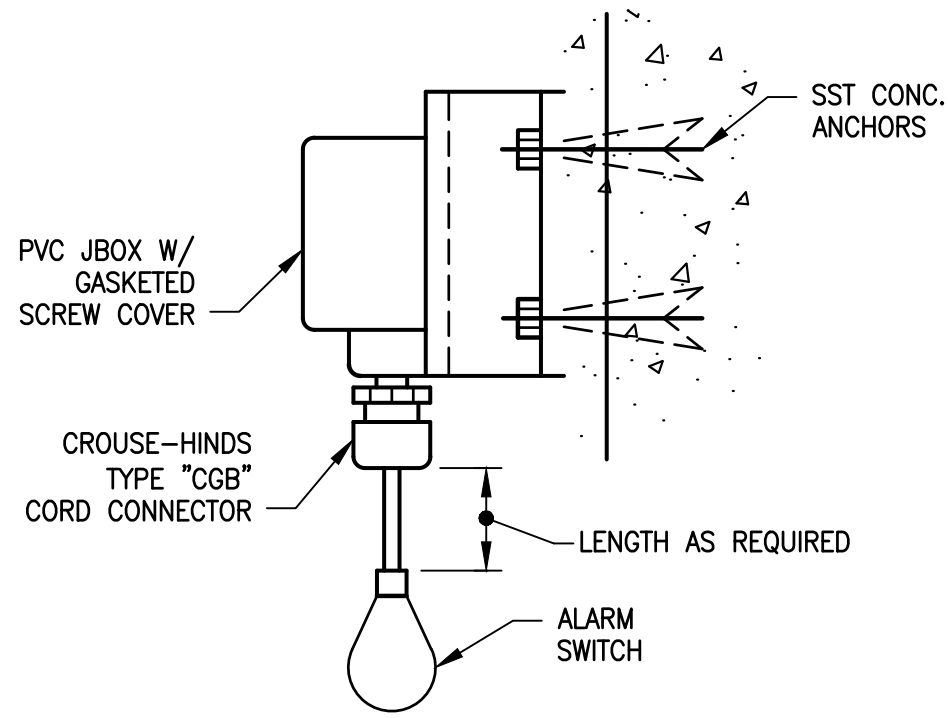 SST CONC.
ANCHORS
PVC JBOX W/
GASKETED
SCREW COVER
CROUSE-HINDS
TYPE "CGB"
CORD CONNECTOR
LENGTH AS REQUIRED
ALARM
SWITCH